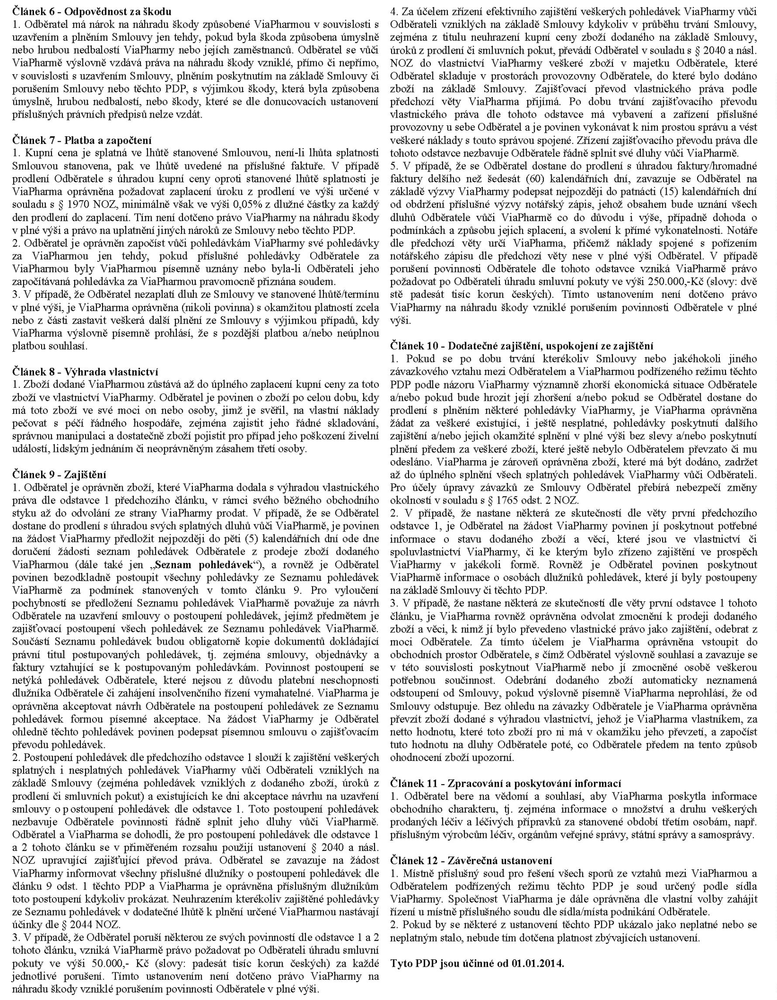 Článek 6 - Odpovědnost za škodu
1. Odběratel má nárok na náhradu škody způsobené ViaPharmou v souvislosti s
uzavřením a plněním Smlouvy jen tehdy, pokud byla škoda způsobena úmyslně
nebo hrubou nedbalostí ViaPharmy nebo jejích zaměstnanců. Odběratel se vůči
ViaPharmě výslovně vzdává práva na náhradu škody vzniklé, přímo či nepřímo,
v souvislosti s uzavřením Smlouvy, plněním poskytnutím na základě Smlouvy či
porušením Smlouvy nebo těchto PDP, s výjimkou škody, která byla způsobena
úmyslně, hrubou nedbalostí, nebo škody, které se dle donucovacích ustanovení
příslušných právních předpisů nelze vzdát.
Článek 7 - Platba a započtení
1. Kupní cena je splatná ve lhůtě stanovené Smlouvou, není-li lhůta splatnosti
Smlouvou stanovena, pak ve lhůtě uvedené na příslušné faktuře. V případě
prodlení Odběratele s úhradou kupní ceny oproti stanovené lhůtě splatnosti je
ViaPharma oprávněna požadovat zaplacení úroku z prodlení ve výši určené v
souladu s § 1970 NOZ, minimálně však ve výši 0,05% z dlužné částky za každý
den prodlení do zaplacení. Tím není dotčeno právo ViaPharmy na náhradu škody
v plné výši a právo na uplatnění jiných nároků ze Smlouvy nebo těchto PDP.
2. Odběratel je oprávněn započíst vůči pohledávkám ViaPharmy své pohledávky
za ViaPharmou jen tehdy, pokud příslušné pohledávky Odběratele za
ViaPharmou byly ViaPharmou písemně uznány nebo byla-li Odběrateli jeho
započítávaná pohledávka za ViaPharmou pravomocně přiznána soudem.
3. V případě, že Odběratel nezaplatí dluh ze Smlouvy ve stanovené lhůtě/termínu
v plné výši, je ViaPharma oprávněna (nikoli povinna) s okamžitou platností zcela
nebo z části zastavit veškerá další plnění ze Smlouvy s výjimkou případů, kdy
ViaPharma výslovně písemně prohlásí, že s pozdější platbou a/nebo neúplnou
platbou souhlasí.
Článek 8 - Výhrada vlastnictví
1. Zboží dodané ViaPharmou zůstává až do úplného zaplacení kupní ceny za toto
zboží ve vlastnictví ViaPharmy. Odběratel je povinen o zboží po celou dobu, kdy
má toto zboží ve své moci on nebo osoby, jimž je svěřil, na vlastní náklady
pečovat s péčí řádného hospodáře, zejména zajistit jeho řádné skladování,
správnou manipulaci a dostatečně zboží pojistit pro případ jeho poškození živelní
událostí, lidským jednáním či neoprávněným zásahem třetí osoby.
Článek 9 - Zajištění
1. Odběratel je oprávněn zboží, které ViaPharma dodala s výhradou vlastnického
práva dle odstavce 1 předchozího článku, v rámci svého běžného obchodního
styku až do odvolání ze strany ViaPharmy prodat. V případě, že se Odběratel
dostane do prodlení s úhradou svých splatných dluhů vůči ViaPharmě, je povinen
na žádost ViaPharmy předložit nejpozději do pěti (5) kalendářních dní ode dne
doručení žádosti seznam pohledávek Odběratele z prodeje zboží dodaného
ViaPharmou (dále také jen „Seznam pohledávek“), a rovněž je Odběratel
povinen bezodkladně postoupit všechny pohledávky ze Seznamu pohledávek
ViaPharmě za podmínek stanovených v tomto článku 9. Pro vyloučení
pochybností se předložení Seznamu pohledávek ViaPharmě považuje za návrh
Odběratele na uzavření smlouvy o postoupení pohledávek, jejímž předmětem je
zajišťovací postoupení všech pohledávek ze Seznamu pohledávek ViaPharmě.
Součástí Seznamu pohledávek budou obligatorně kopie dokumentů dokládající
právní titul postupovaných pohledávek, tj. zejména smlouvy, objednávky a
faktury vztahující se k postupovaným pohledávkám. Povinnost postoupení se
netýká pohledávek Odběratele, které nejsou z důvodu platební neschopnosti
dlužníka Odběratele či zahájení insolvenčního řízení vymahatelné. ViaPharma je
oprávněna akceptovat návrh Odběratele na postoupení pohledávek ze Seznamu
pohledávek formou písemné akceptace. Na žádost ViaPharmy je Odběratel
ohledně těchto pohledávek povinen podepsat písemnou smlouvu o zajišťovacím
převodu pohledávek.
2. Postoupení pohledávek dle předchozího odstavce 1 slouží k zajištění veškerých
splatných i nesplatných pohledávek ViaPharmy vůči Odběrateli vzniklých na
základě Smlouvy (zejména pohledávek vzniklých z dodaného zboží, úroků z
prodlení či smluvních pokut) a existujících ke dni akceptace návrhu na uzavření
smlouvy o postoupení pohledávek dle odstavce 1. Toto postoupení pohledávek
nezbavuje Odběratele povinnosti řádně splnit jeho dluhy vůči ViaPharmě.
Odběratel a ViaPharma se dohodli, že pro postoupení pohledávek dle odstavce 1
a 2 tohoto článku se v přiměřeném rozsahu použijí ustanovení § 2040 a násl.
NOZ upravující zajišťující převod práva. Odběratel se zavazuje na žádost
ViaPharmy informovat všechny příslušné dlužníky o postoupení pohledávek dle
článku 9 odst. 1 těchto PDP a ViaPharma je oprávněna příslušným dlužníkům
toto postoupení kdykoliv prokázat. Neuhrazením kterékoliv zajištěné pohledávky
ze Seznamu pohledávek v dodatečné lhůtě k plnění určené ViaPharmou nastávají
účinky dle § 2044 NOZ.
3. V případě, že Odběratel poruší některou ze svých povinností dle odstavce 1 a 2
tohoto článku, vzniká ViaPharmě právo požadovat po Odběrateli úhradu smluvní
pokuty ve výši 50.000,- Kč (slovy: padesát tisíc korun českých) za každé
jednotlivé porušení. Tímto ustanovením není dotčeno právo ViaPharmy na
náhradu škody vzniklé porušením povinnosti Odběratele v plné výši.
4. Za účelem zřízení efektivního zajištění veškerých pohledávek ViaPharmy vůči
Odběrateli vzniklých na základě Smlouvy kdykoliv v průběhu trvání Smlouvy,
zejména z titulu neuhrazení kupní ceny zboží dodaného na základě Smlouvy,
úroků z prodlení či smluvních pokut, převádí Odběratel v souladu s § 2040 a násl.
NOZ do vlastnictví ViaPharmy veškeré zboží v majetku Odběratele, které
Odběratel skladuje v prostorách provozovny Odběratele, do které bylo dodáno
zboží na základě Smlouvy. Zajišťovací převod vlastnického práva podle
předchozí věty ViaPharma přijímá. Po dobu trvání zajišťovacího převodu
vlastnického práva dle tohoto odstavce má vybavení a zařízení příslušné
provozovny u sebe Odběratel a je povinen vykonávat k nim prostou správu a vést
veškeré náklady s touto správou spojené. Zřízení zajišťovacího převodu práva dle
tohoto odstavce nezbavuje Odběratele řádně splnit své dluhy vůči ViaPharmě.
5. V případě, že se Odběratel dostane do prodlení s úhradou faktury/hromadné
faktury delšího než šedesát (60) kalendářních dní, zavazuje se Odběratel na
základě výzvy ViaPharmy podepsat nejpozději do patnácti (15) kalendářních dní
od obdržení příslušné výzvy notářský zápis, jehož obsahem bude uznání všech
dluhů Odběratele vůči ViaPharmě co do důvodu i výše, případně dohoda o
podmínkách a způsobu jejich splacení, a svolení k přímé vykonatelnosti. Notáře
dle předchozí věty určí ViaPharma, přičemž náklady spojené s pořízením
notářského zápisu dle předchozí věty nese v plné výši Odběratel. V případě
porušení povinnosti Odběratele dle tohoto odstavce vzniká ViaPharmě právo
požadovat po Odběrateli úhradu smluvní pokuty ve výši 250.000,-Kč (slovy: dvě
stě padesát tisíc korun českých). Tímto ustanovením není dotčeno právo
ViaPharmy na náhradu škody vzniklé porušením povinnosti Odběratele v plné
výši.
Článek 10 - Dodatečné zajištění, uspokojení ze zajištění
1. Pokud se po dobu trvání kterékoliv Smlouvy nebo jakéhokoli jiného
závazkového vztahu mezi Odběratelem a ViaPharmou podřízeného režimu těchto
PDP podle názoru ViaPharmy významně zhorší ekonomická situace Odběratele
a/nebo pokud bude hrozit její zhoršení a/nebo pokud se Odběratel dostane do
prodlení s plněním některé pohledávky ViaPharmy, je ViaPharma oprávněna
žádat za veškeré existující, i ještě nesplatné, pohledávky poskytnutí dalšího
zajištění a/nebo jejich okamžité splnění v plné výši bez slevy a/nebo poskytnutí
plnění předem za veškeré zboží, které ještě nebylo Odběratelem převzato či mu
odesláno. ViaPharma je zároveň oprávněna zboží, které má být dodáno, zadržet
až do úplného splnění všech splatných pohledávek ViaPharmy vůči Odběrateli.
Pro účely úpravy závazků ze Smlouvy Odběratel přebírá nebezpečí změny
okolností v souladu s § 1765 odst. 2 NOZ.
2. V případě, že nastane některá ze skutečností dle věty první předchozího
odstavce 1, je Odběratel na žádost ViaPharmy povinen jí poskytnout potřebné
informace o stavu dodaného zboží a věcí, které jsou ve vlastnictví či
spoluvlastnictví ViaPharmy, či ke kterým bylo zřízeno zajištění ve prospěch
ViaPharmy v jakékoli formě. Rovněž je Odběratel povinen poskytnout
ViaPharmě informace o osobách dlužníků pohledávek, které jí byly postoupeny
na základě Smlouvy či těchto PDP.
3. V případě, že nastane některá ze skutečností dle věty první odstavce 1 tohoto
článku, je ViaPharma rovněž oprávněna odvolat zmocnění k prodeji dodaného
zboží a věci, k nimž jí bylo převedeno vlastnické právo jako zajištění, odebrat z
moci Odběratele. Za tímto účelem je ViaPharma oprávněna vstoupit do
obchodních prostor Odběratele, s čímž Odběratel výslovně souhlasí a zavazuje se
v této souvislosti poskytnout ViaPharmě nebo jí zmocněné osobě veškerou
potřebnou součinnost. Odebrání dodaného zboží automaticky neznamená
odstoupení od Smlouvy, pokud výslovně písemně ViaPharma neprohlásí, že od
Smlouvy odstupuje. Bez ohledu na závazky Odběratele je ViaPharma oprávněna
převzít zboží dodané s výhradou vlastnictví, jehož je ViaPharma vlastníkem, za
netto hodnotu, které toto zboží pro ni má v okamžiku jeho převzetí, a započíst
tuto hodnotu na dluhy Odběratele poté, co Odběratele předem na tento způsob
ohodnocení zboží upozorní.
Článek 11 - Zpracování a poskytování informací
1. Odběratel bere na vědomí a souhlasí, aby ViaPharma poskytla informace
obchodního charakteru, tj. zejména informace o množství a druhu veškerých
prodaných léčiv a léčivých přípravků za stanovené období třetím osobám, např.
příslušným výrobcům léčiv, orgánům veřejné správy, státní správy a samosprávy.
Článek 12 - Závěrečná ustanovení
1. Místně příslušný soud pro řešení všech sporů ze vztahů mezi ViaPharmou a
Odběratelem podřízených režimu těchto PDP je soud určený podle sídla
ViaPharmy. Společnost ViaPharma je dále oprávněna dle vlastní volby zahájit
řízení u místně příslušného soudu dle sídla/místa podnikání Odběratele.
2. Pokud by se některé z ustanovení těchto PDP ukázalo jako neplatné nebo se
neplatným stalo, nebude tím dotčena platnost zbývajících ustanovení.
Tyto PDP jsou účinné od 01.01.2014.